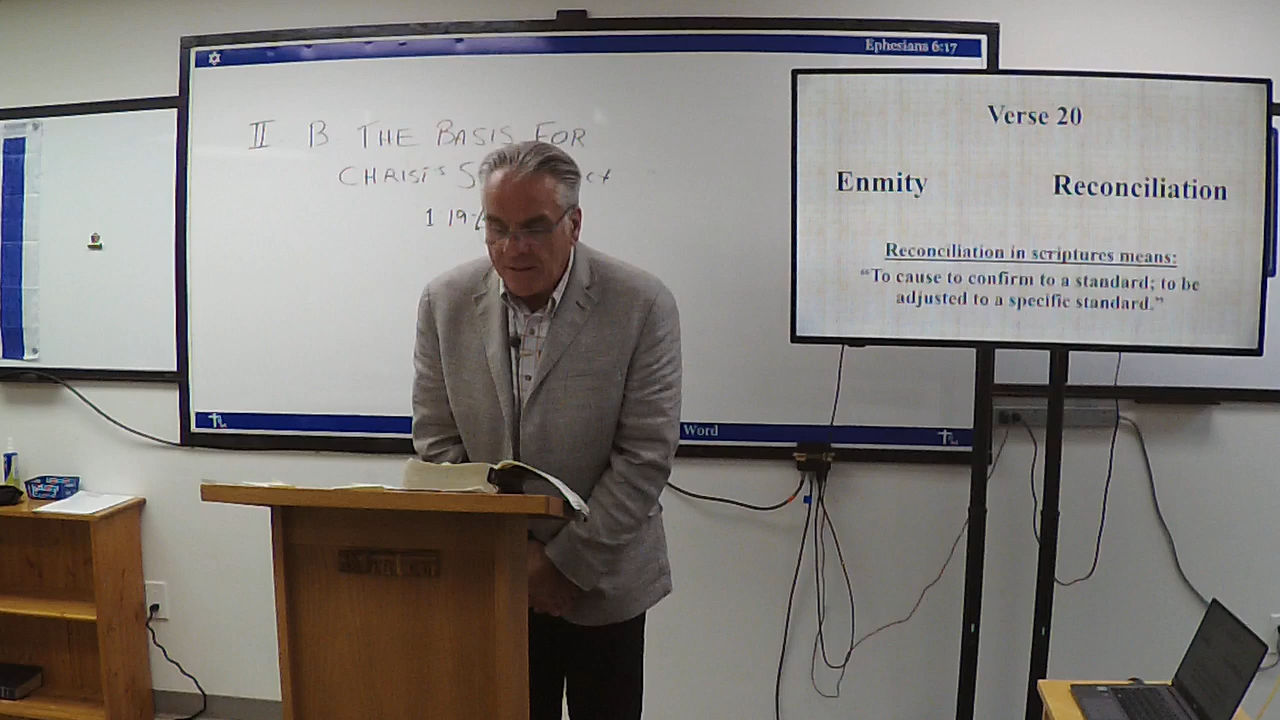 Ephesians 6:17
II B THE BASIS FOR
CHRIST'S
1 19-
Word
Verse 20
Enmity Reconciliation
Reconciliation in scriptures means:
“To cause to confirm to a standard; to be
adjusted to a specific standard.”